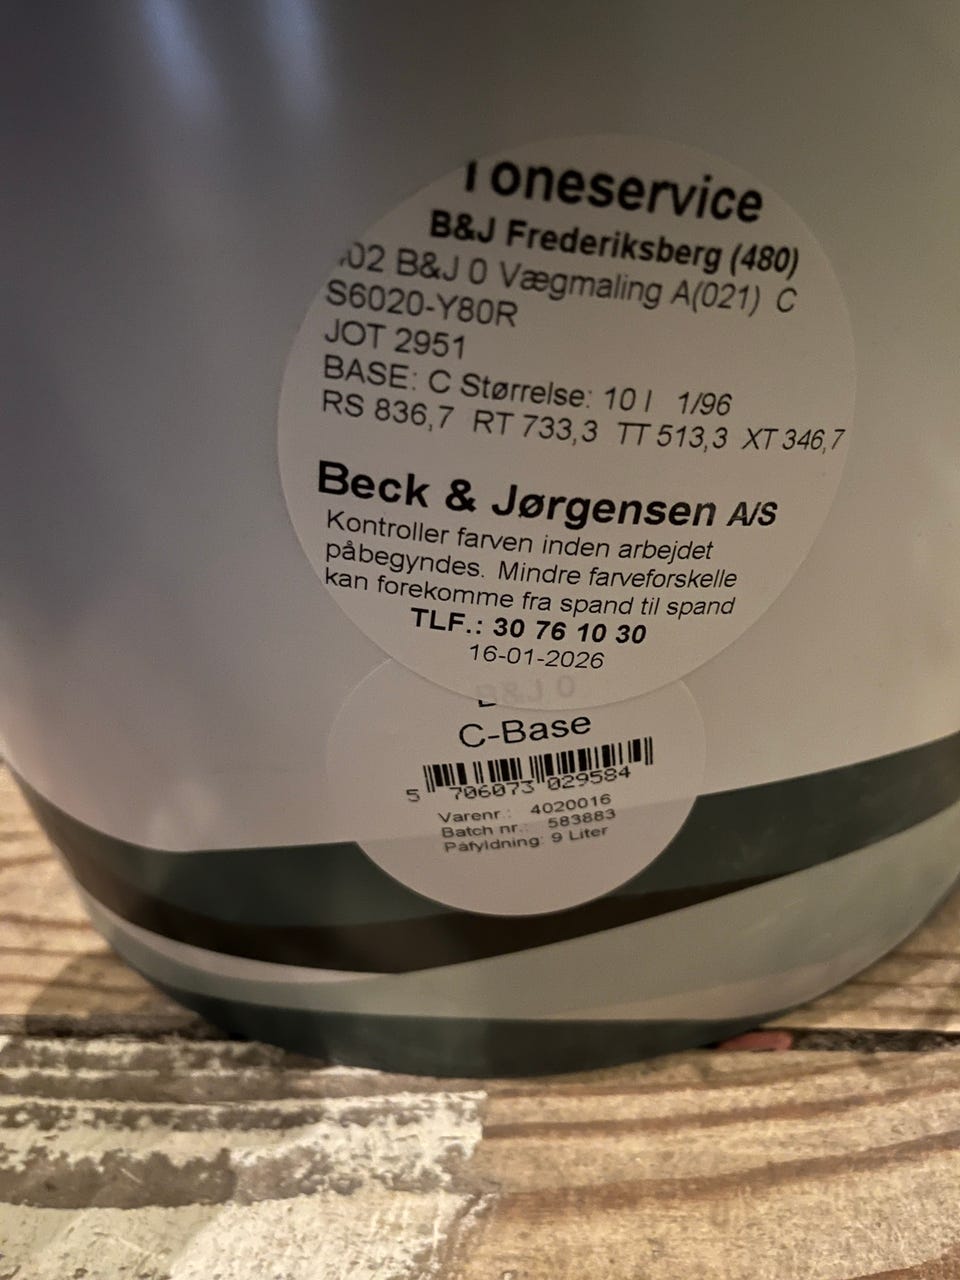 Toneservice
B&J Frederiksberg (480)
02 B&J 0 Vægmaling A(021) C
S6020-Y80R
JOT 2951
BASE: C Størrelse: 10 l 1/96
RS 836,7 RT 733,3 TT 513,3 XT 346,7
Beck & Jørgensen A/S
Kontroller farven inden arbejdet
påbegyndes. Mindre farveforskelle
kan forekomme fra spand til spand
TLF.: 30 76 10 30
16-01-2026
B&J 0
C-Base
5 706073 029584
Varenr.: 4020016
Batch nr.: 583883
Påfyldning: 9 Liter